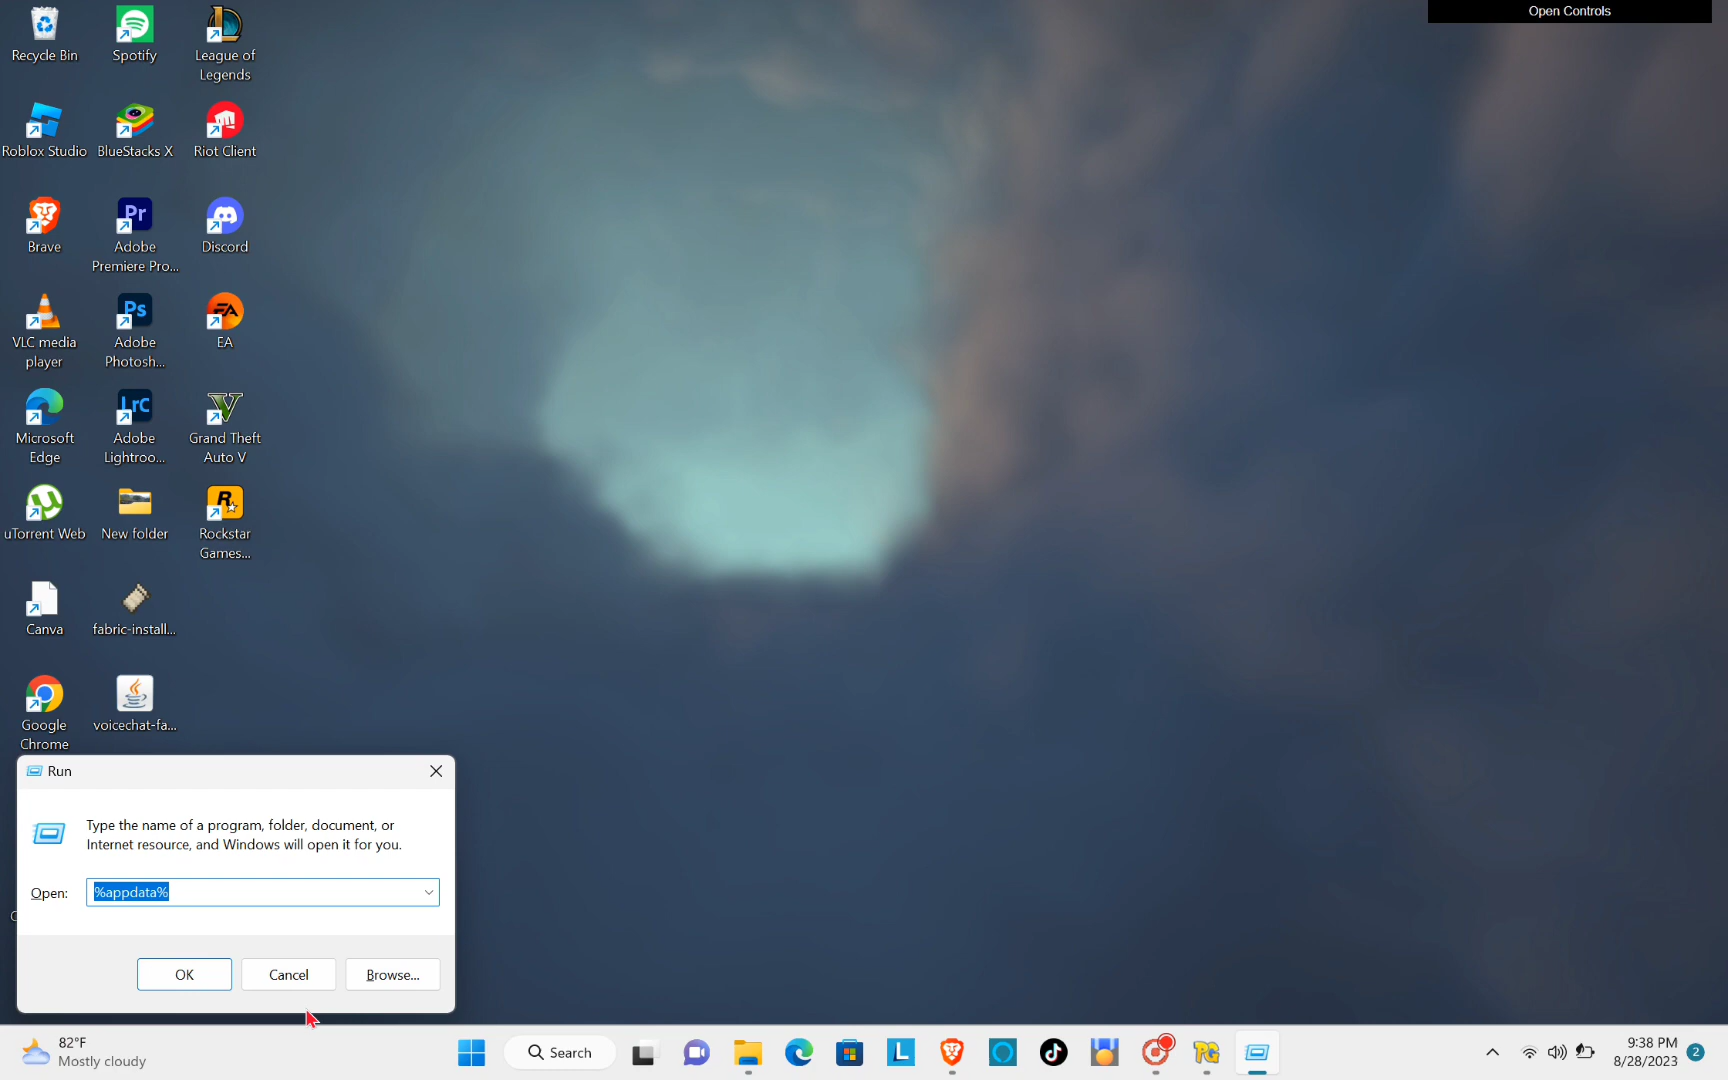 Open Controls
Recycle Bin
Spotify
League of
Legends
Roblox Studio
BlueStacks X
Riot Client
Brave
Adobe
Premiere Pro...
Discord
VLC media
player
Adobe
Photosh...
EA
Microsoft
Edge
Adobe
Lightroo...
Grand Theft
Auto V
uTorrent Web
New folder
Rockstar
Games...
Canva
fabric-install...
Google
Chrome
voicechat-fa...
Run
Type the name of a program, folder, document, or
Internet resource, and Windows will open it for you.
Open:
%appdata%
OK
Cancel
Browse...
82°F
Mostly cloudy
Search
9:38 PM
8/28/2023
2